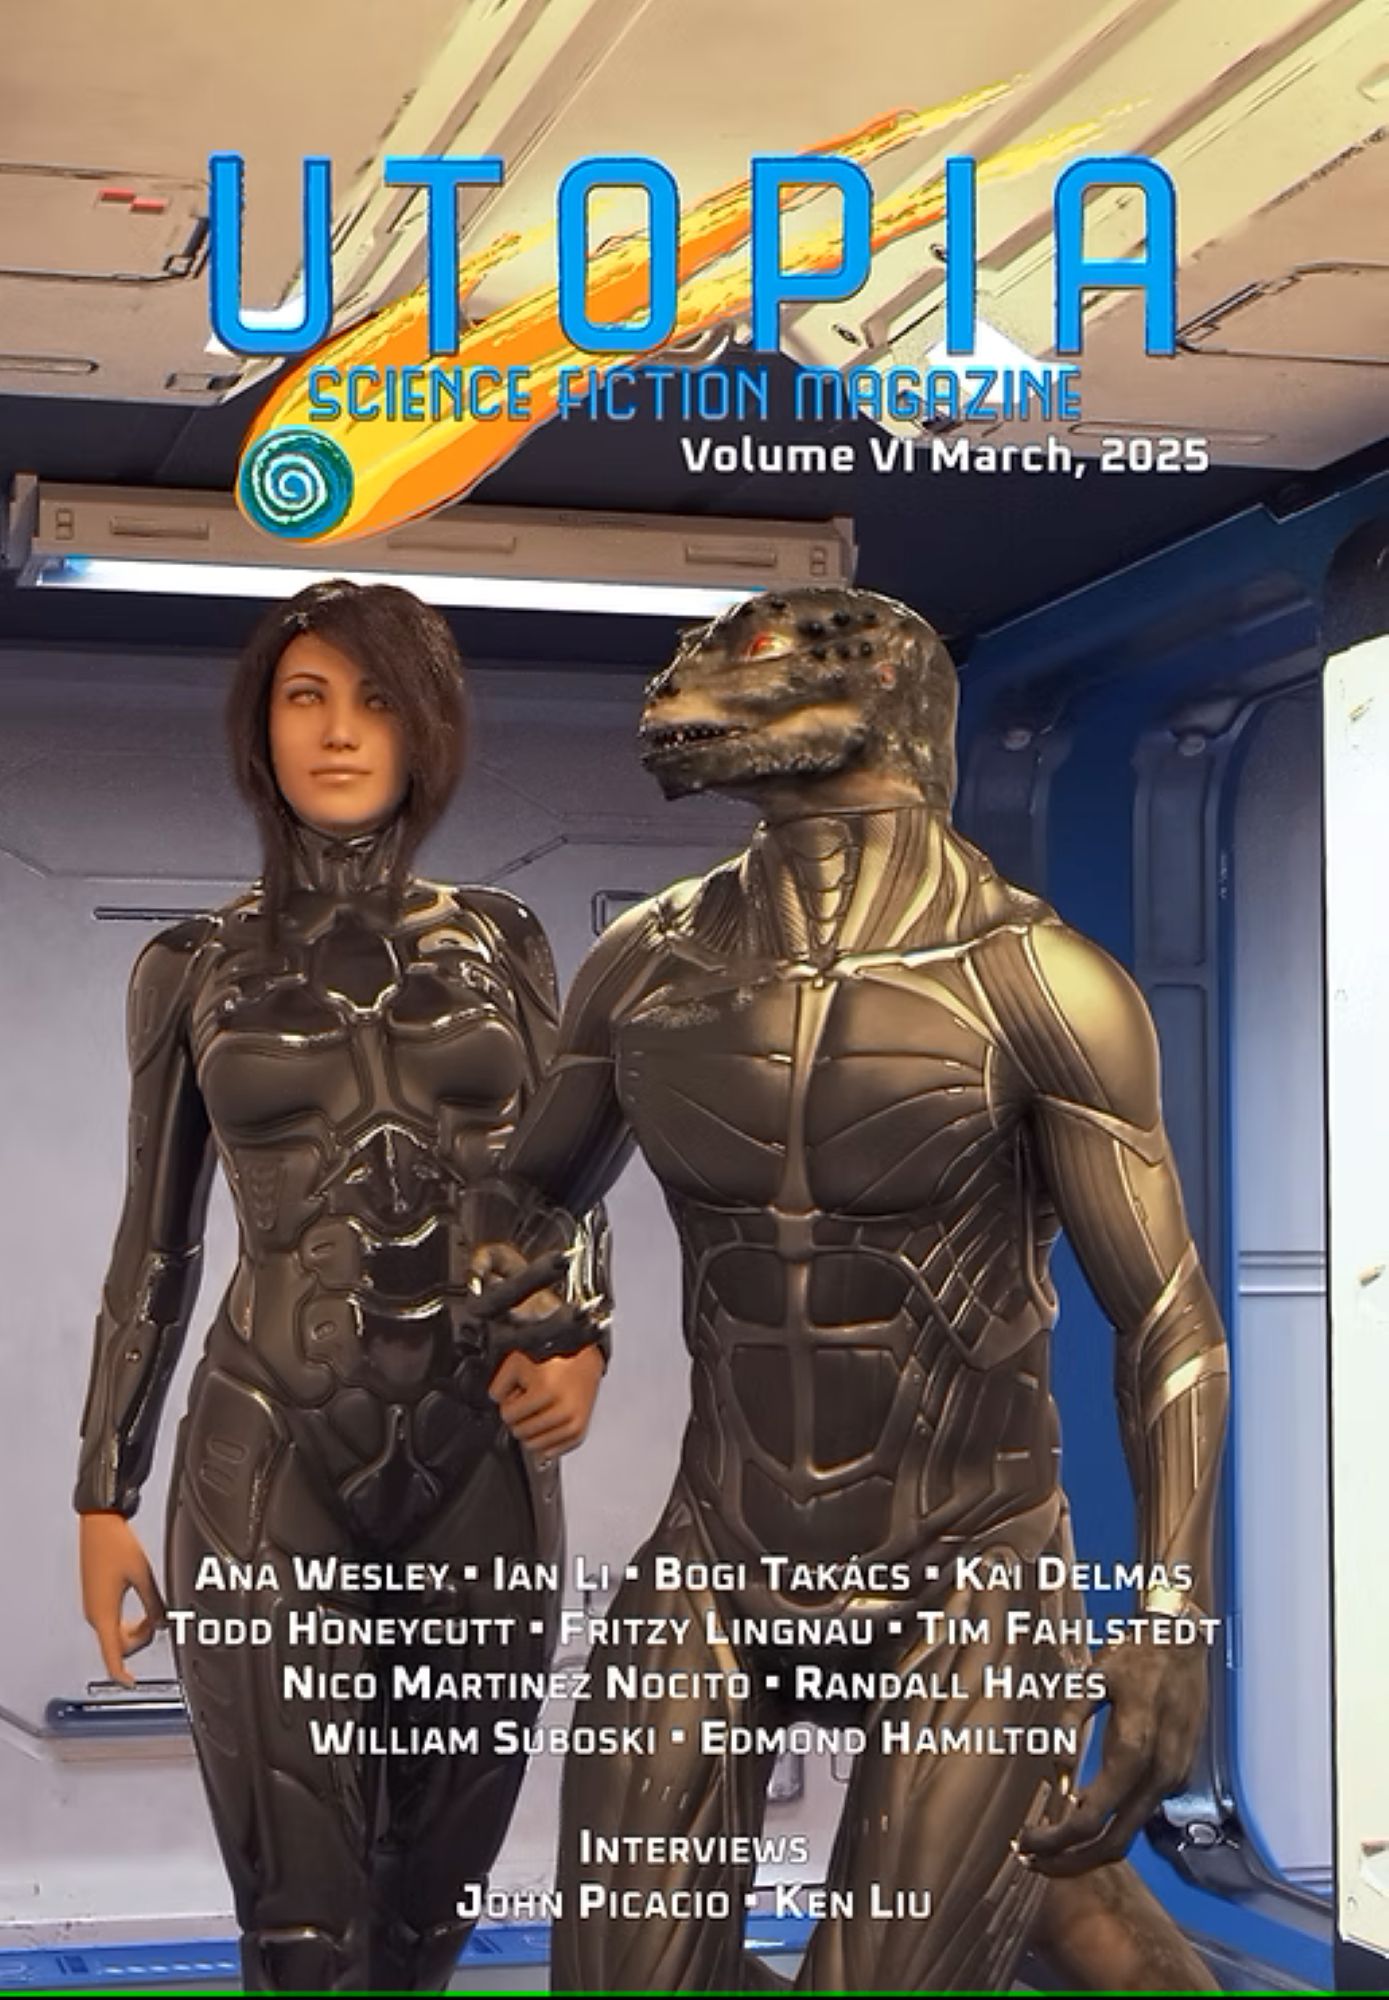 UTOPIA
SCIENCE FICTION MAGAZINE
Volume VI March, 2025
Ana Wesley ▪ Ian Li ▪ Bogi Takács ▪ Kai Delmas
Todd Honeycutt ▪ Fritzy Lingnau ▪ Tim Fahlstedt
Nico Martinez Nocito ▪ Randall Hayes
William Suboski ▪ Edmond Hamilton
Interviews
John Picacio ▪ Ken Liu